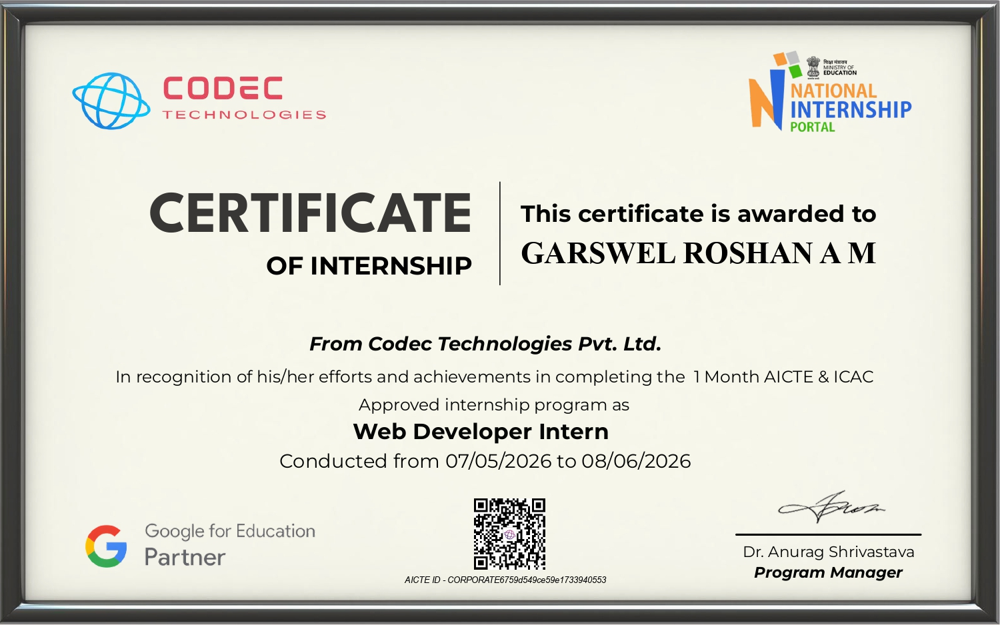 CODEC
TECHNOLOGIES
शिक्षा मंत्रालय
MINISTRY OF
EDUCATION
NATIONAL
INTERNSHIP
PORTAL
CERTIFICATE
OF INTERNSHIP
This certificate is awarded to
GARSWEL ROSHAN A M
From Codec Technologies Pvt. Ltd.
In recognition of his/her efforts and achievements in completing the 1 Month AICTE & ICAC
Approved internship program as
Web Developer Intern
Conducted from 07/05/2026 to 08/06/2026
Google for Education
Partner
AICTE ID - CORPORATE6759d549ce59e1733940553
Dr. Anurag Shrivastava
Program Manager